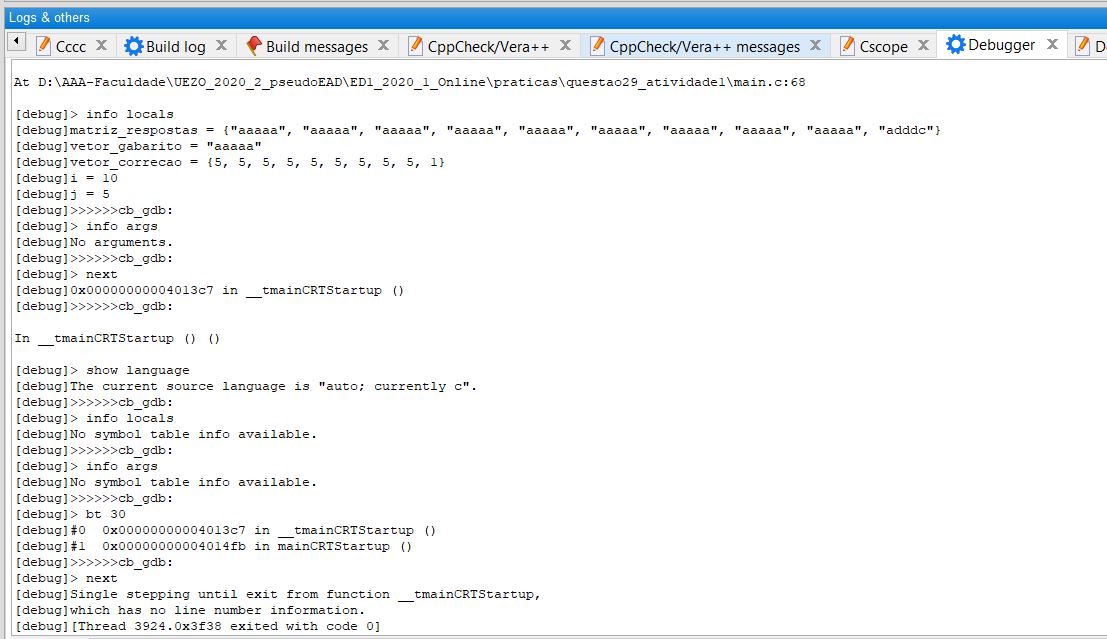 Logs & others
Cccc X Build log X Build messages X CppCheck/Vera++ X CppCheck/Vera++ messages X Cscope X Debugger X D
At D:\AAA-Faculdade\UEZO_2020_2_pseudoEAD\ED1_2020_1_Online\praticas\questao29_atividade1\main.c:68
[debug]> info locals
[debug]matriz_respostas = {"aaaaa", "aaaaa", "aaaaa", "aaaaa", "aaaaa", "aaaaa", "aaaaa", "aaaaa", "aaaaa", "adddc"}
[debug]vetor_gabarito = "aaaaa"
[debug]vetor_correcao = {5, 5, 5, 5, 5, 5, 5, 5, 5, 1}
[debug]i = 10
[debug]j = 5
[debug]>>>>>>cb_gdb:
[debug]> info args
[debug]No arguments.
[debug]>>>>>>cb_gdb:
[debug]> next
[debug]0x00000000004013c7 in __tmainCRTStartup ()
[debug]>>>>>>cb_gdb:
In __tmainCRTStartup () ()
[debug]> show language
[debug]The current source language is "auto; currently c".
[debug]>>>>>>cb_gdb:
[debug]> info locals
[debug]No symbol table info available.
[debug]>>>>>>cb_gdb:
[debug]> info args
[debug]No symbol table info available.
[debug]>>>>>>cb_gdb:
[debug]> bt 30
[debug]#0  0x00000000004013c7 in __tmainCRTStartup ()
[debug]#1  0x00000000004014fb in mainCRTStartup ()
[debug]>>>>>>cb_gdb:
[debug]> next
[debug]Single stepping until exit from function __tmainCRTStartup,
[debug]which has no line number information.
[debug][Thread 3924.0x3f38 exited with code 0]